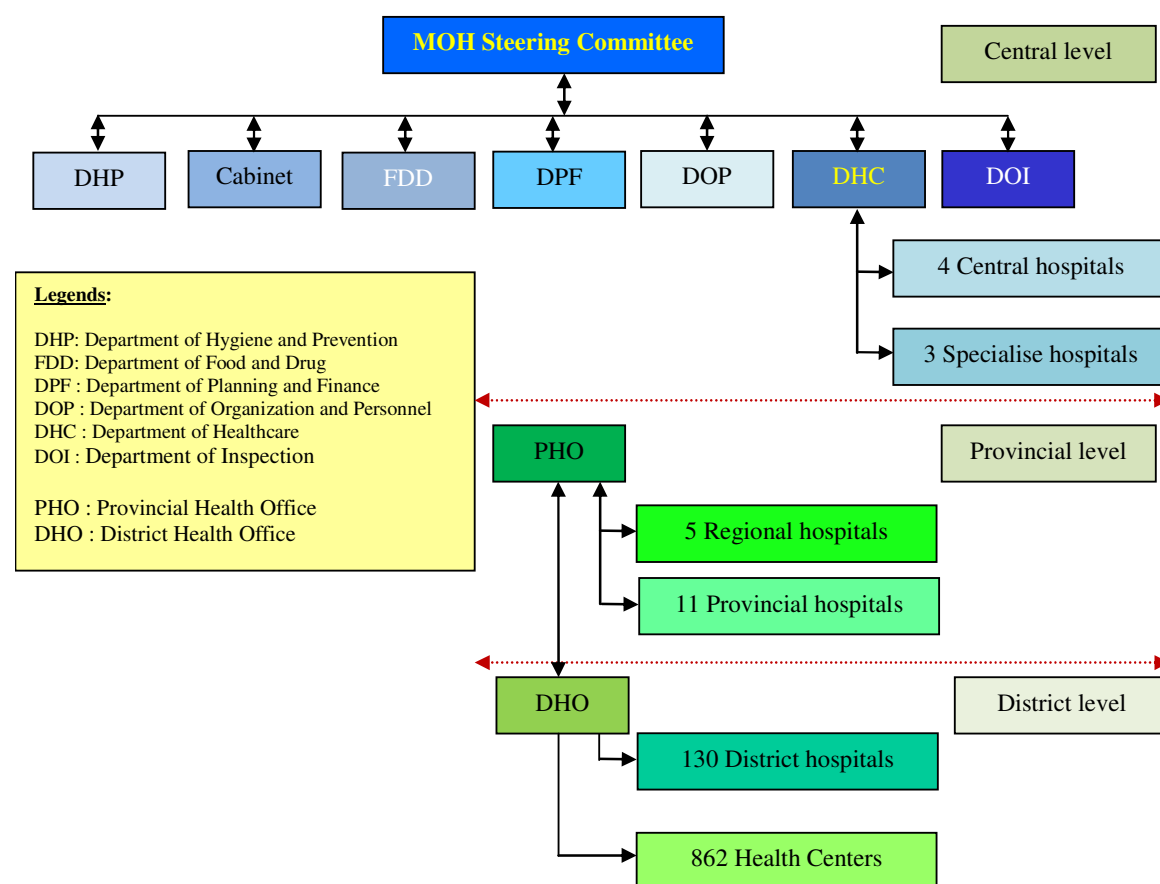 MOH Steering Committee
Central level
DHP
Cabinet
FDD
DPF
DOP
DHC
DOI
4 Central hospitals
3 Specialise hospitals
Legends:
DHP: Department of Hygiene and Prevention
FDD: Department of Food and Drug
DPF : Department of Planning and Finance
DOP : Department of Organization and Personnel
DHC : Department of Healthcare
DOI : Department of Inspection
PHO : Provincial Health Office
DHO : District Health Office
PHO
Provincial level
5 Regional hospitals
11 Provincial hospitals
DHO
District level
130 District hospitals
862 Health Centers